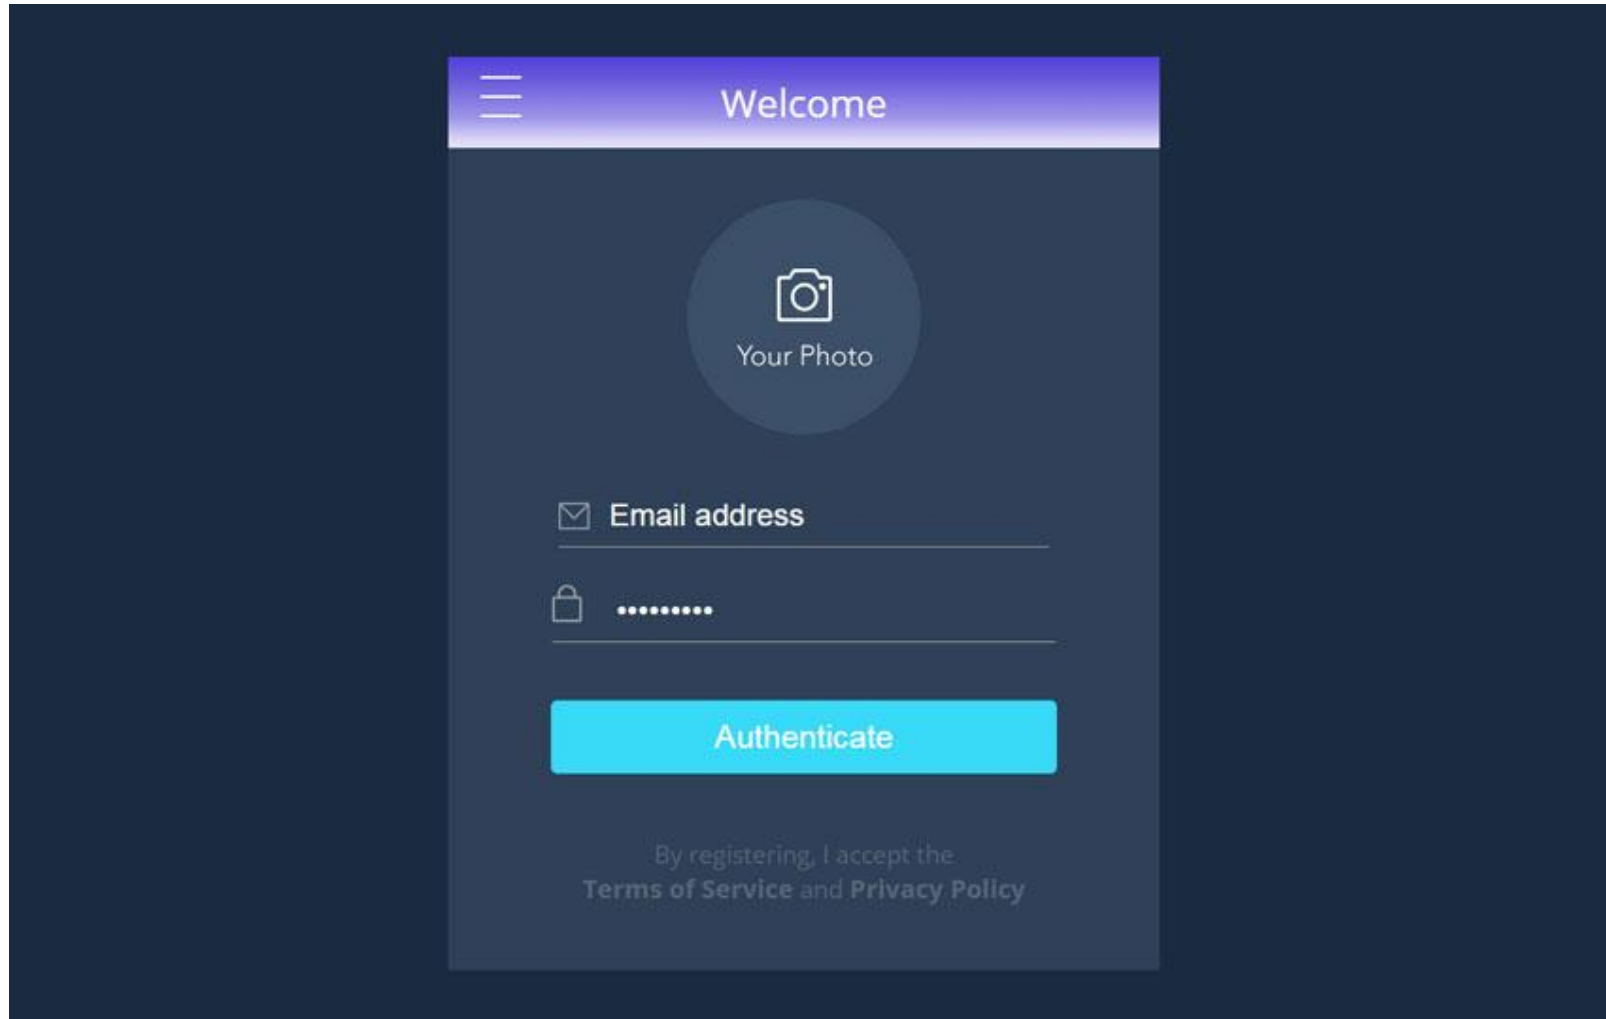 Welcome
Your Photo
Email address
•••••••••
Authenticate
By registering, I accept the
Terms of Service and Privacy Policy